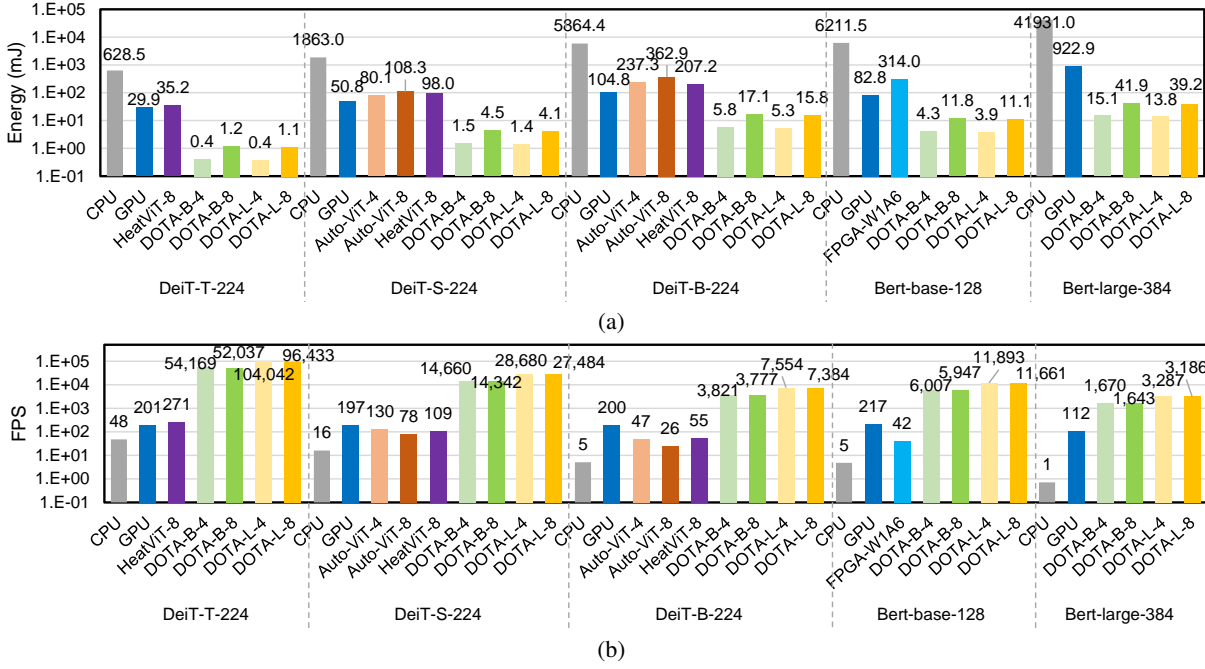 1.E+05
1.E+04
1.E+03
1.E+02
1.E+01
1.E+00
1.E-01
Energy (mJ)
628.5 29.9 35.2 0.4 1.2 0.4 1.1
1863.0 50.8 80.1 108.3 98.0 1.5 4.5 1.4 4.1
5864.4 104.8 237.3 362.9 207.2 5.8 17.1 5.3 15.8
6211.5 82.8 314.0 4.3 11.8 3.9 11.1
41931.0 922.9 15.1 41.9 13.8 39.2
CPU GPU HeatViT-8 DOTA-B-4 DOTA-B-8 DOTA-L-4 DOTA-L-8
CPU GPU Auto-ViT-4 Auto-ViT-8 HeatViT-8 DOTA-B-4 DOTA-B-8 DOTA-L-4 DOTA-L-8
CPU GPU Auto-ViT-4 Auto-ViT-8 HeatViT-8 DOTA-B-4 DOTA-B-8 DOTA-L-4 DOTA-L-8
CPU GPU FPGA-W1A6 DOTA-B-4 DOTA-B-8 DOTA-L-4 DOTA-L-8
CPU GPU DOTA-B-4 DOTA-B-8 DOTA-L-4 DOTA-L-8
DeiT-T-224 DeiT-S-224 DeiT-B-224 Bert-base-128 Bert-large-384
(a)
1.E+05
1.E+04
1.E+03
1.E+02
1.E+01
1.E+00
1.E-01
FPS
48 201 271 54,169 52,037 104,042 96,433
16 197 130 78 109 14,660 14,342 28,680 27,484
5 200 47 26 55 3,821 3,777 7,554 7,384
5 217 42 6,007 5,947 11,893 11,661
1 112 1,670 1,643 3,287 3,186
CPU GPU HeatViT-8 DOTA-B-4 DOTA-B-8 DOTA-L-4 DOTA-L-8
CPU GPU Auto-ViT-4 Auto-ViT-8 HeatViT-8 DOTA-B-4 DOTA-B-8 DOTA-L-4 DOTA-L-8
CPU GPU Auto-ViT-4 Auto-ViT-8 HeatViT-8 DOTA-B-4 DOTA-B-8 DOTA-L-4 DOTA-L-8
CPU GPU FPGA-W1A6 DOTA-B-4 DOTA-B-8 DOTA-L-4 DOTA-L-8
CPU GPU DOTA-B-4 DOTA-B-8 DOTA-L-4 DOTA-L-8
DeiT-T-224 DeiT-S-224 DeiT-B-224 Bert-base-128 Bert-large-384
(b)